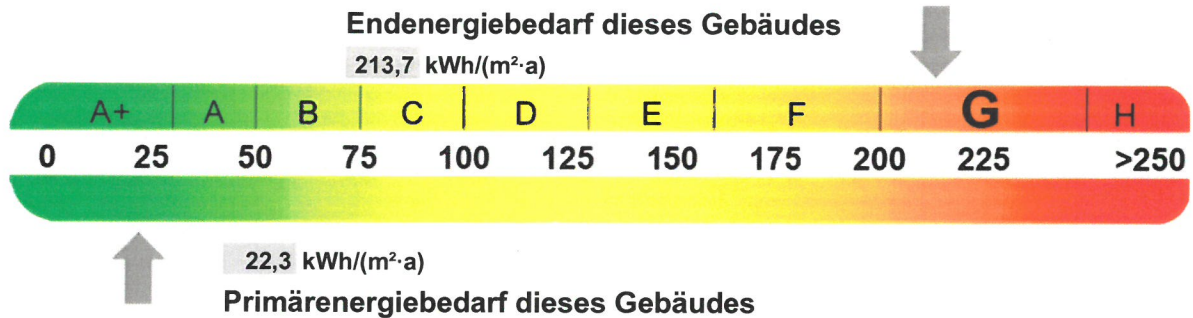 Endenergiebedarf dieses Gebäudes
213,7 kWh/(m²·a)
A+ A B C D E F G H
0 25 50 75 100 125 150 175 200 225 >250
22,3 kWh/(m²·a)
Primärenergiebedarf dieses Gebäudes